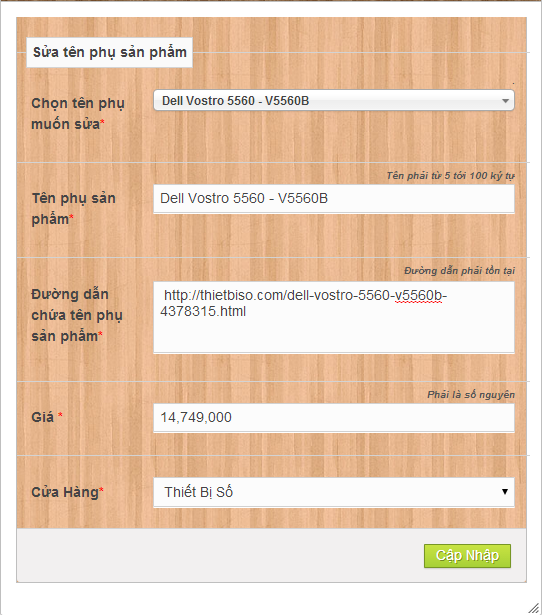 Sửa tên phụ sản phẩm
Chọn tên phụ
muốn sửa*
Dell Vostro 5560 - V5560B
Tên phải từ 5 tới 100 ký tự
Tên phụ sản
phẩm*
Dell Vostro 5560 - V5560B
Đường dẫn phải tồn tại
Đường dẫn
chứa tên phụ
sản phẩm*
http://thietbiso.com/dell-vostro-5560-v5560b-
4378315.html
Phải là số nguyên
Giá *
14,749,000
Cửa Hàng*
Thiết Bị Số
Cập Nhập